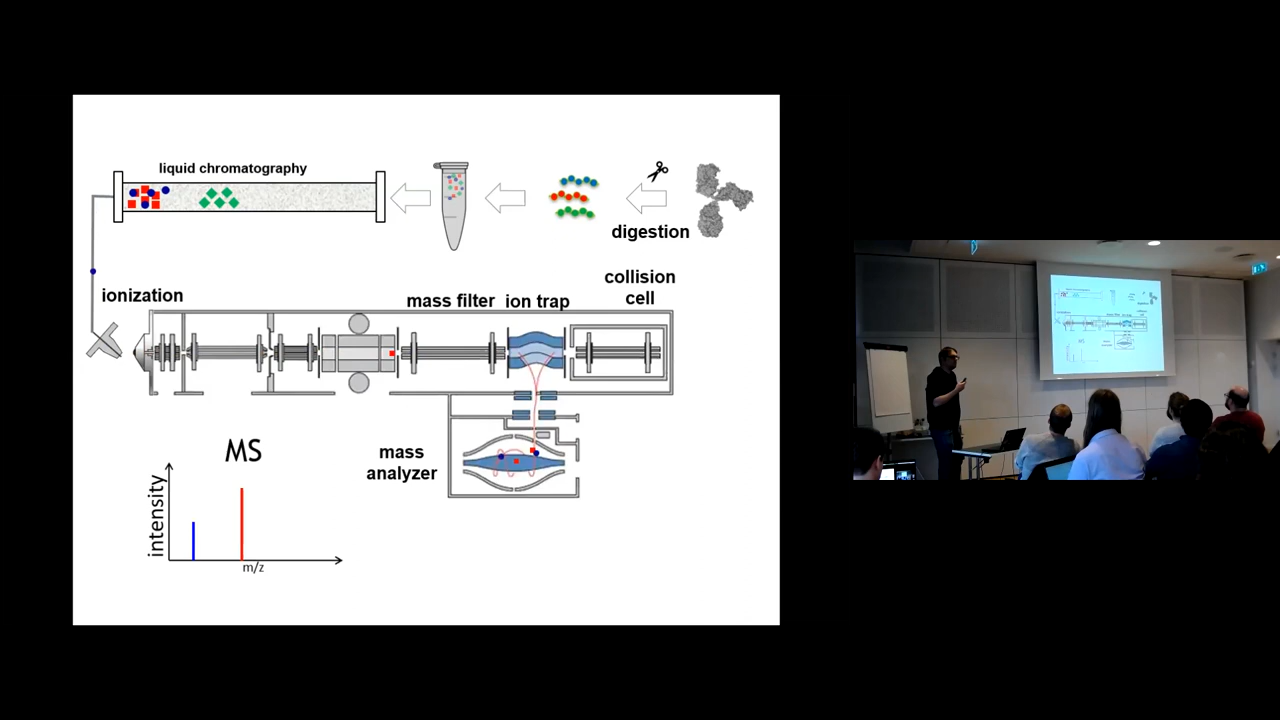 liquid chromatography
digestion
collision
cell
ionization
mass filter
ion trap
mass
analyzer
MS
intensity
m/z